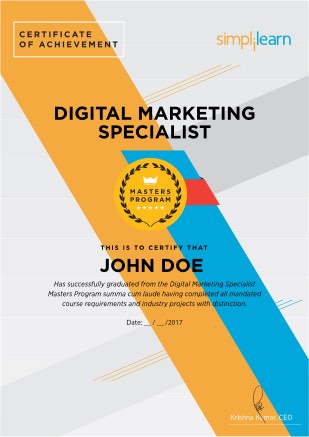 CERTIFICATE
OF ACHIEVEMENT
simplilearn
DIGITAL MARKETING
SPECIALIST
MASTERS
PROGRAM
THIS IS TO CERTIFY THAT
JOHN DOE
Has successfully graduated from the Digital Marketing Specialist
Masters Program summa cum laude having completed all mandated
course requirements and industry projects with distinction.
Date: __/ __ /2017
Krishna Kumar, CEO